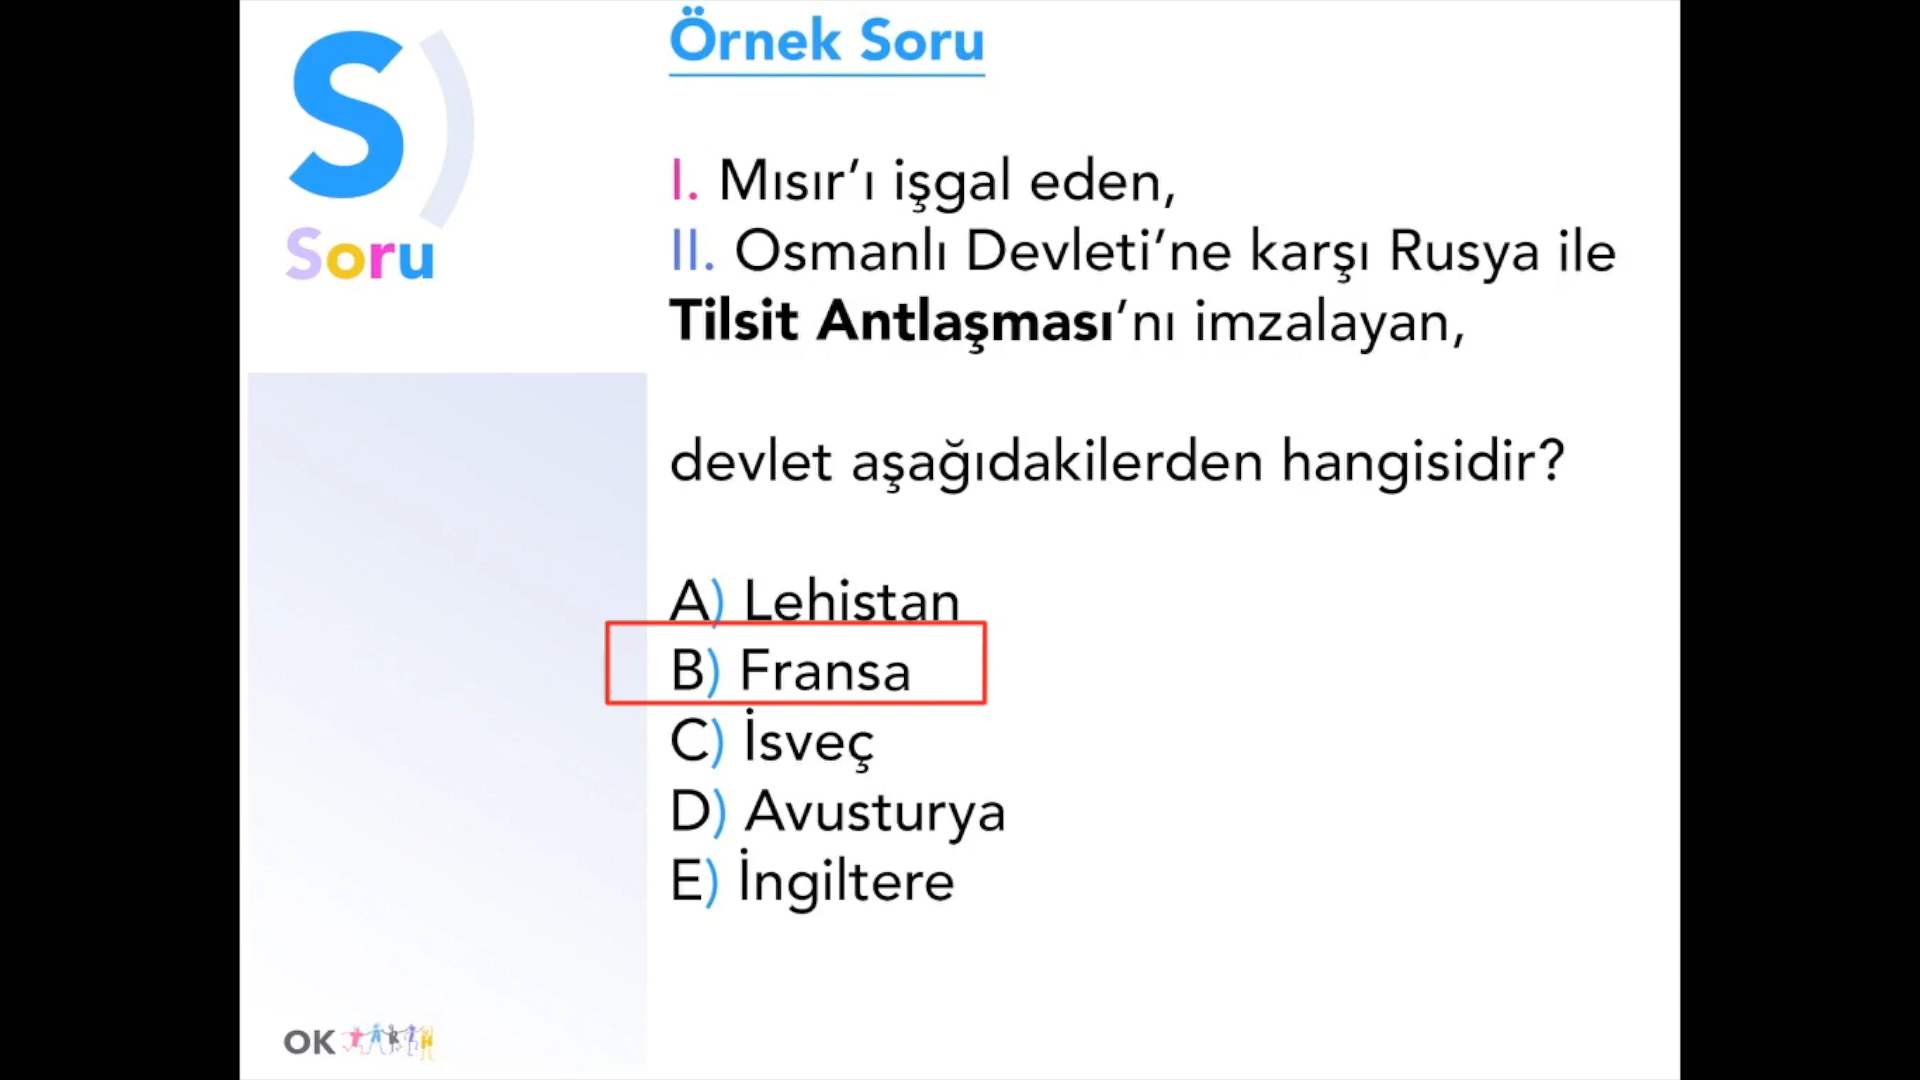 S)
Soru
Örnek Soru
I. Mısır’ı işgal eden,
II. Osmanlı Devleti’ne karşı Rusya ile
Tilsit Antlaşması’nı imzalayan,
devlet aşağıdakilerden hangisidir?
A) Lehistan
B) Fransa
C) İsveç
D) Avusturya
E) İngiltere
OK TARİH